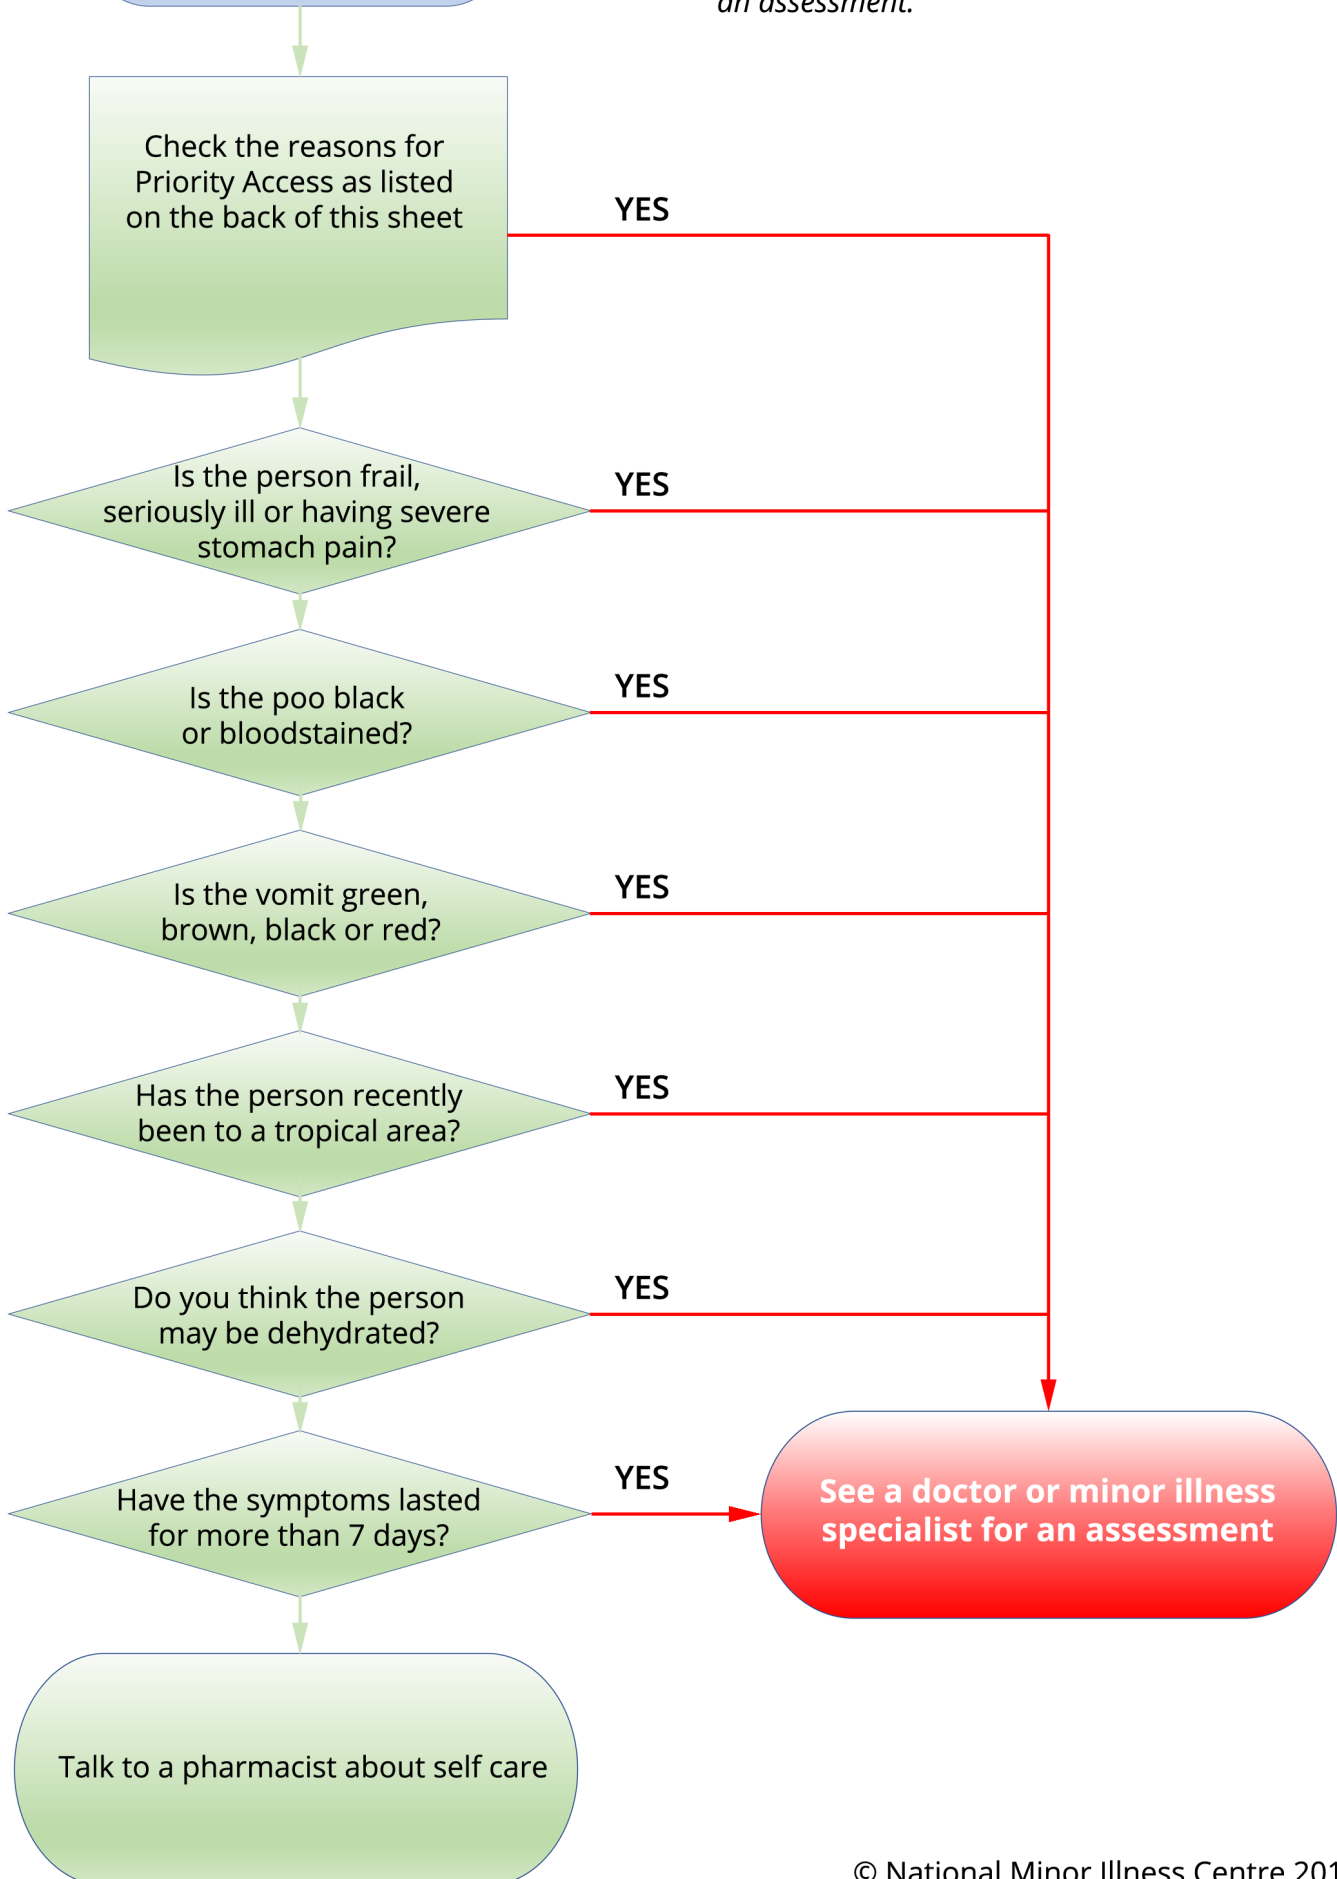 an assessment.
Check the reasons for
Priority Access as listed
on the back of this sheet
YES
Is the person frail,
seriously ill or having severe
stomach pain?
YES
Is the poo black
or bloodstained?
YES
Is the vomit green,
brown, black or red?
YES
Has the person recently
been to a tropical area?
YES
Do you think the person
may be dehydrated?
YES
Have the symptoms lasted
for more than 7 days?
YES
See a doctor or minor illness
specialist for an assessment
Talk to a pharmacist about self care
© National Minor Illness Centre 201